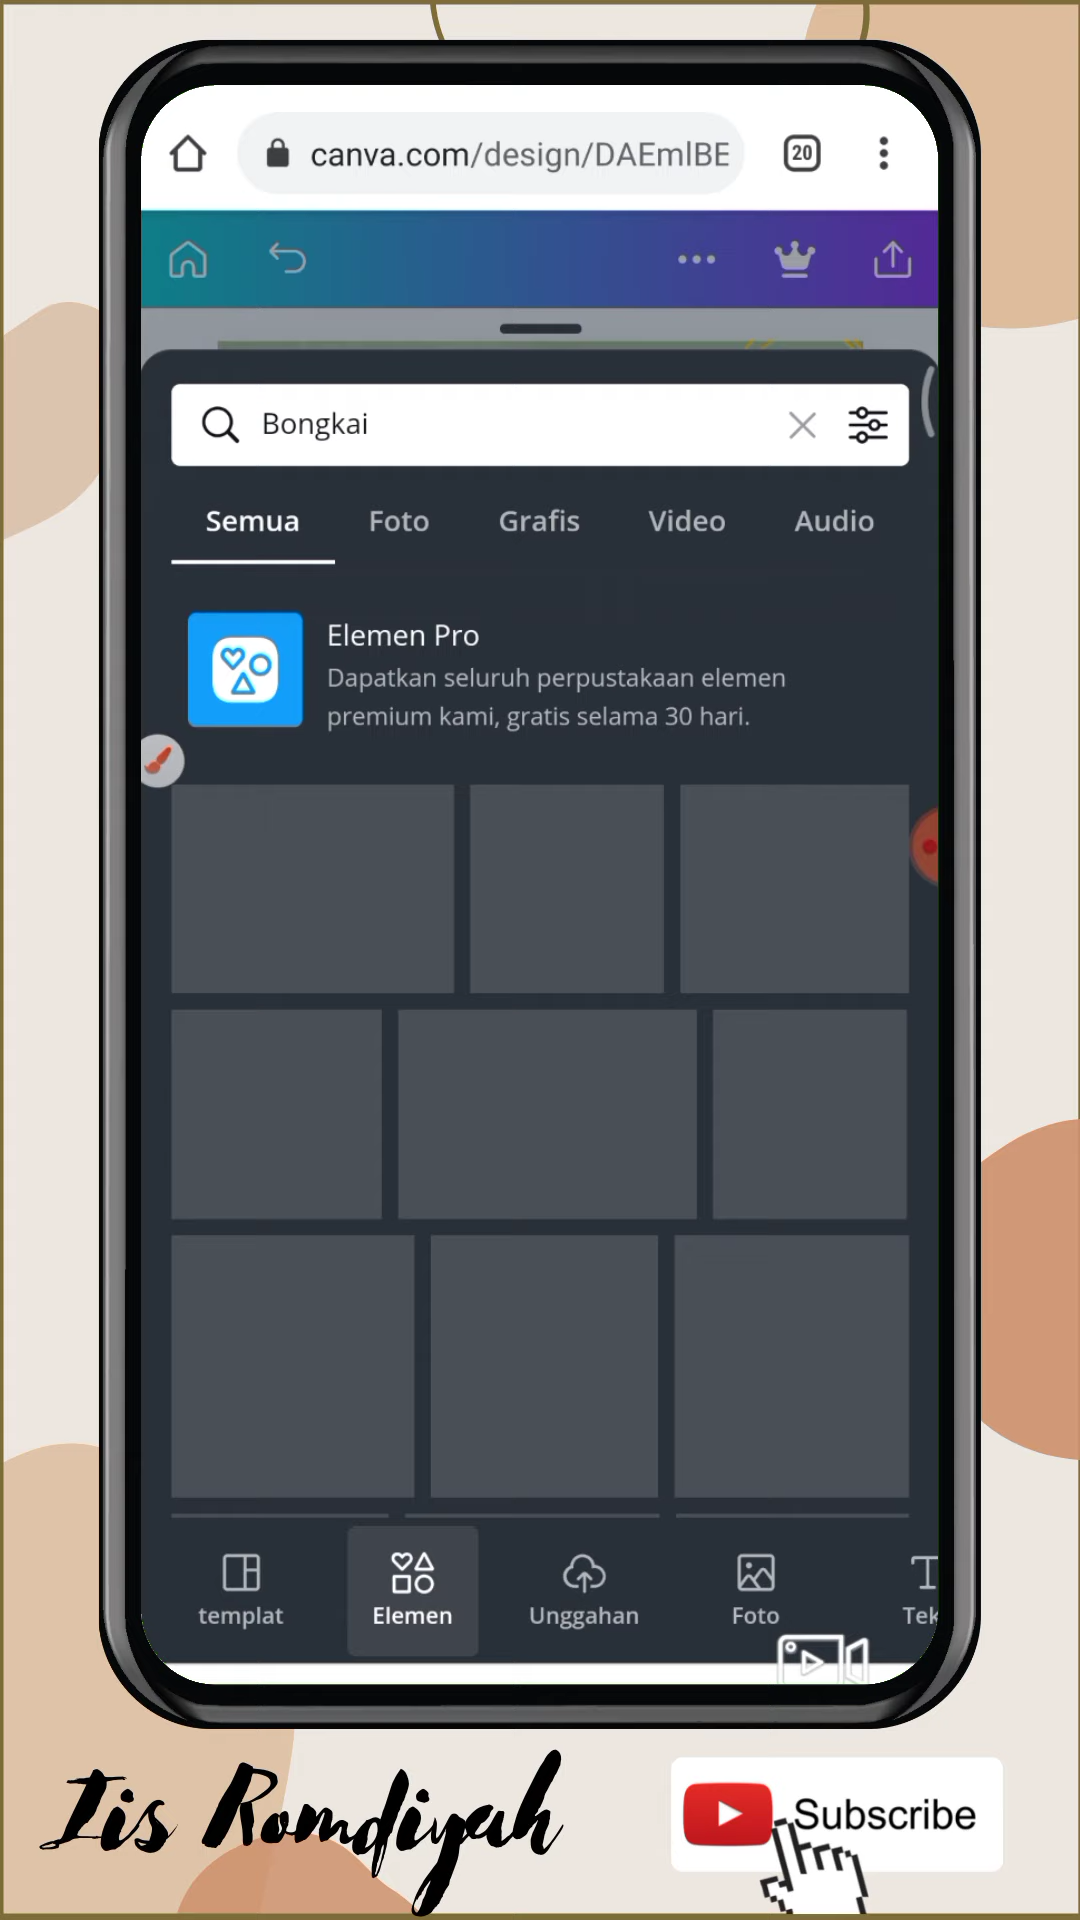 canva.com/design/DAEmlBE
20
Bongkai
Semua
Foto
Grafis
Video
Audio
Elemen Pro
Dapatkan seluruh perpustakaan elemen
premium kami, gratis selama 30 hari.
templat
Elemen
Unggahan
Foto
Tek
Iis Romdiyah
Subscribe